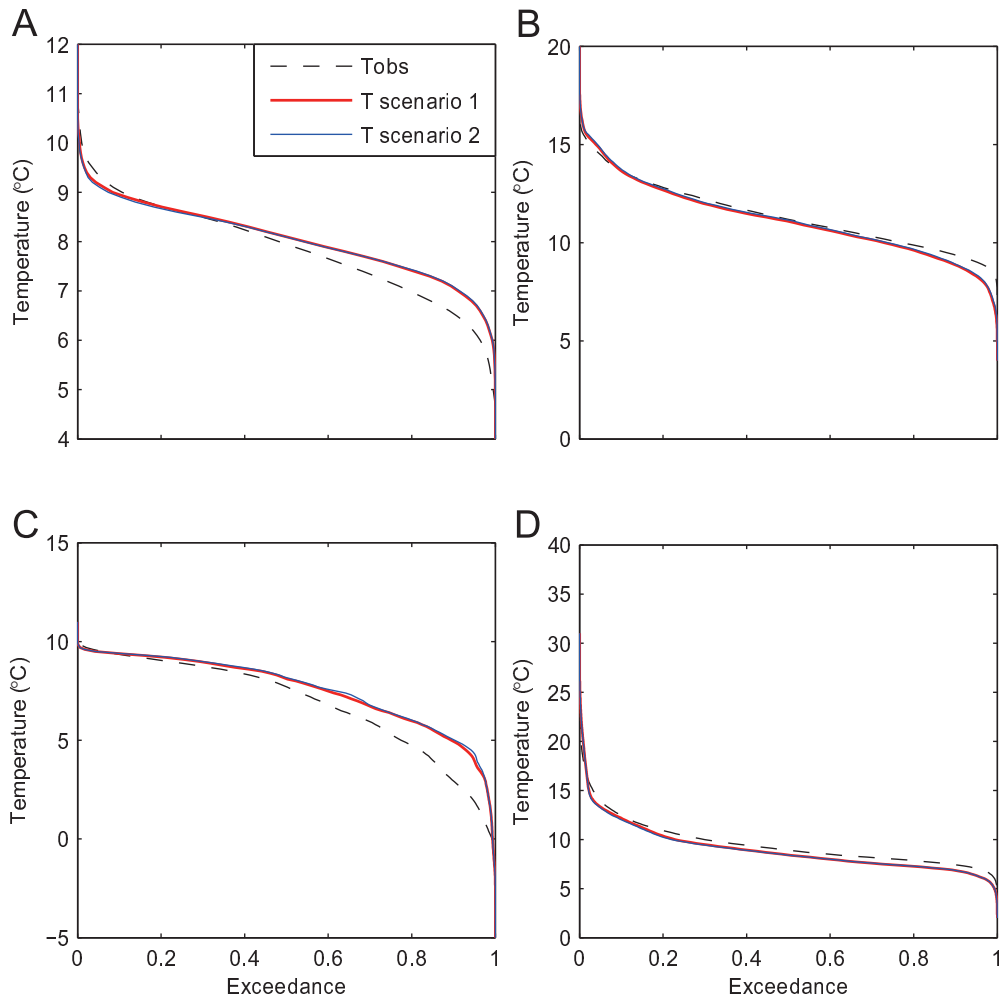 A
12
11
10
9
8
7
6
5
4
Temperature (°C)
Tobs
T scenario 1
T scenario 2
B
20
15
10
5
0
Temperature (°C)
C
15
10
5
0
−5
Temperature (°C)
0 0.2 0.4 0.6 0.8 1
Exceedance
D
40
35
30
25
20
15
10
5
0
Temperature (°C)
0 0.2 0.4 0.6 0.8 1
Exceedance